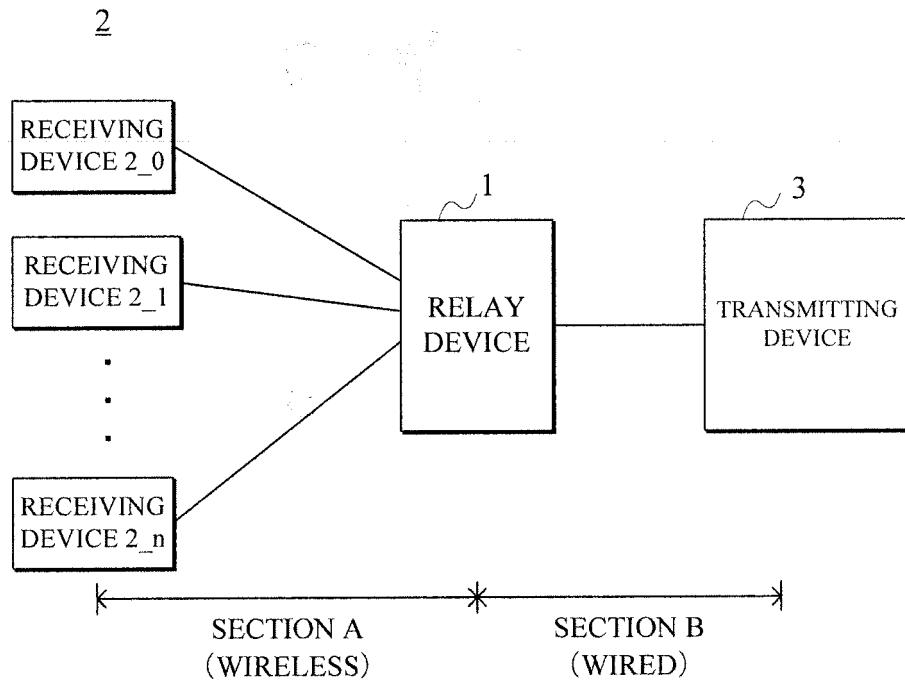 2
RECEIVING
DEVICE 2_0
1
3
RECEIVING
DEVICE 2_1
RELAY
DEVICE
TRANSMITTING
DEVICE
RECEIVING
DEVICE 2_n
SECTION A
(WIRELESS)
SECTION B
(WIRED)